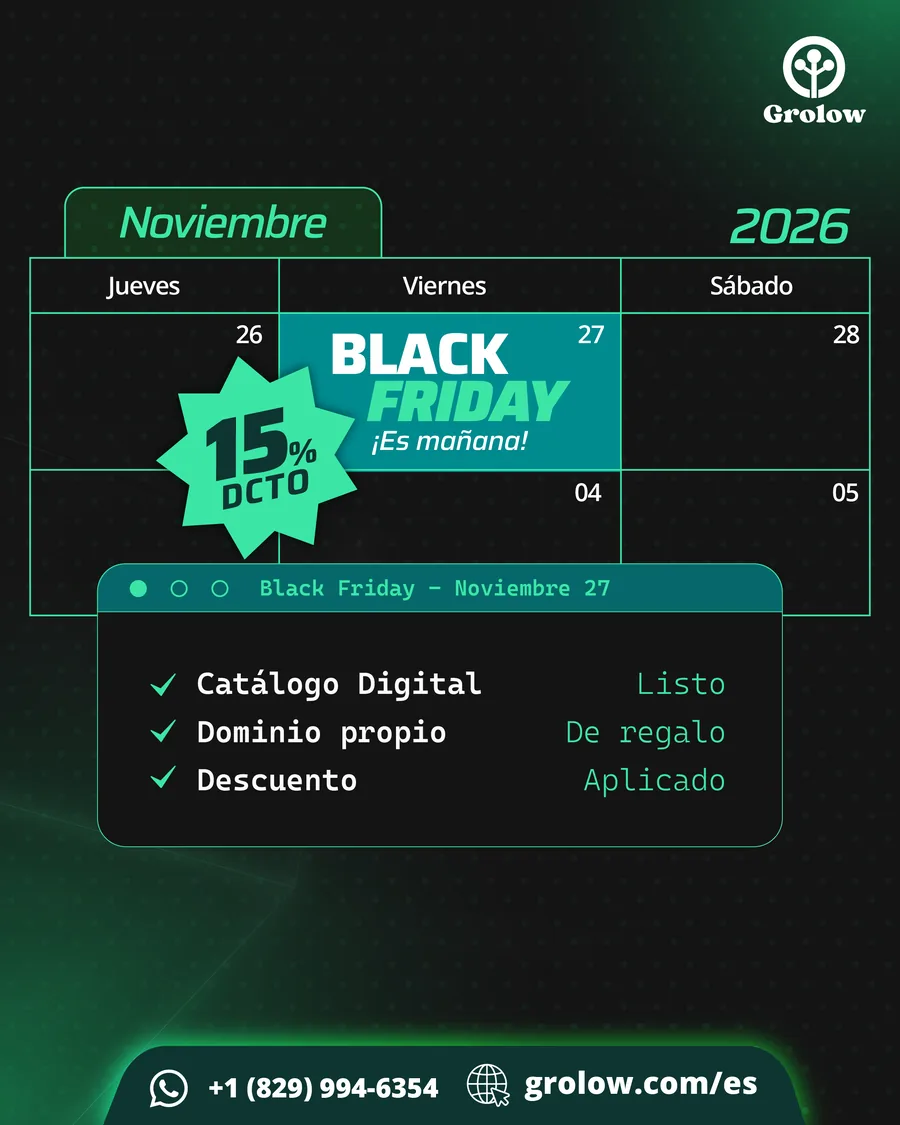 Grolow
Noviembre
2026
Jueves
Viernes
Sábado
26
27
28
BLACK
FRIDAY
¡Es mañana!
15%
DCTO
04
05
Black Friday – Noviembre 27
Catálogo Digital Listo
Dominio propio De regalo
Descuento Aplicado
+1 (829) 994-6354
grolow.com/es